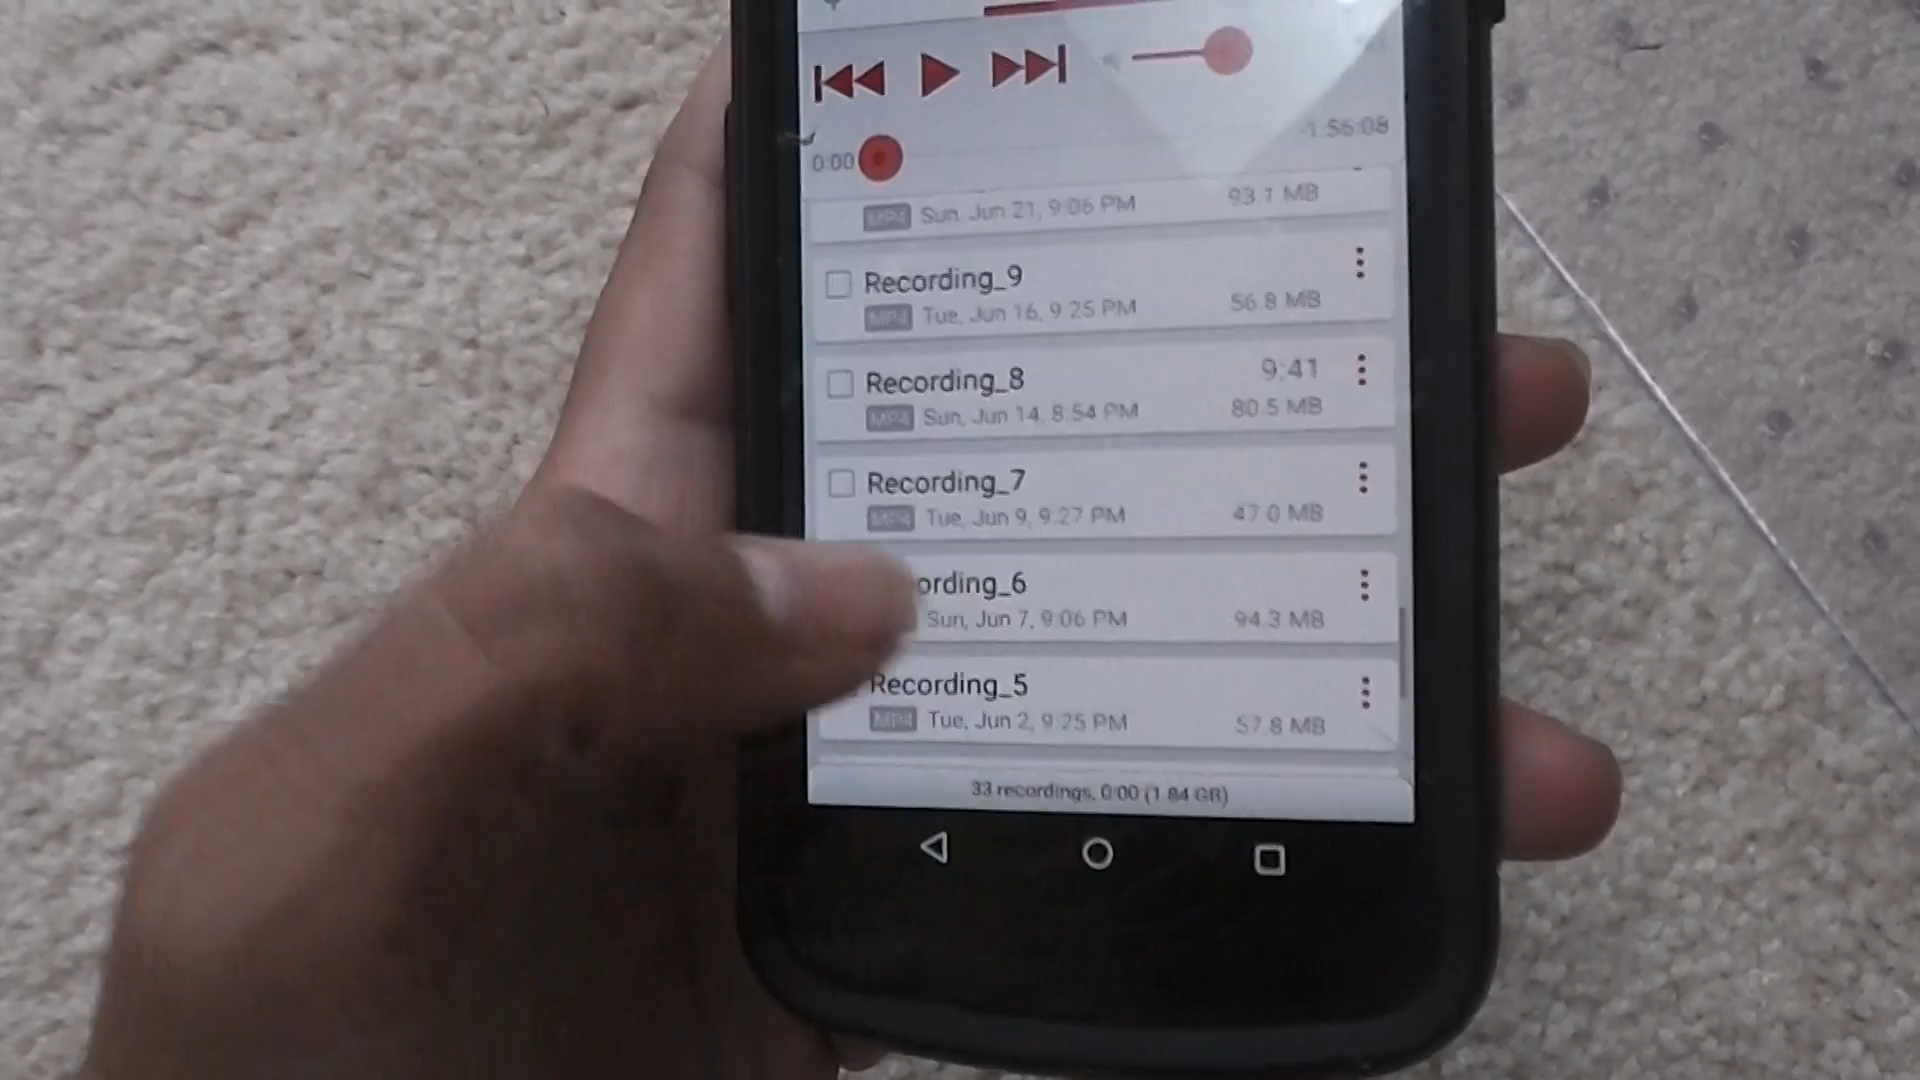 -1:56:08
0:00
93.1 MB
MP4 Sun, Jun 21, 9:06 PM
Recording_9
MP4 Tue, Jun 16, 9:25 PM 56.8 MB
Recording_8 9:41
MP4 Sun, Jun 14, 8:54 PM 80.5 MB
Recording_7
MP4 Tue, Jun 9, 9:27 PM 47.0 MB
ording_6
Sun, Jun 7, 9:06 PM 94.3 MB
Recording_5
MP4 Tue, Jun 2, 9:25 PM 57.8 MB
33 recordings, 0:00 (1.84 GB)